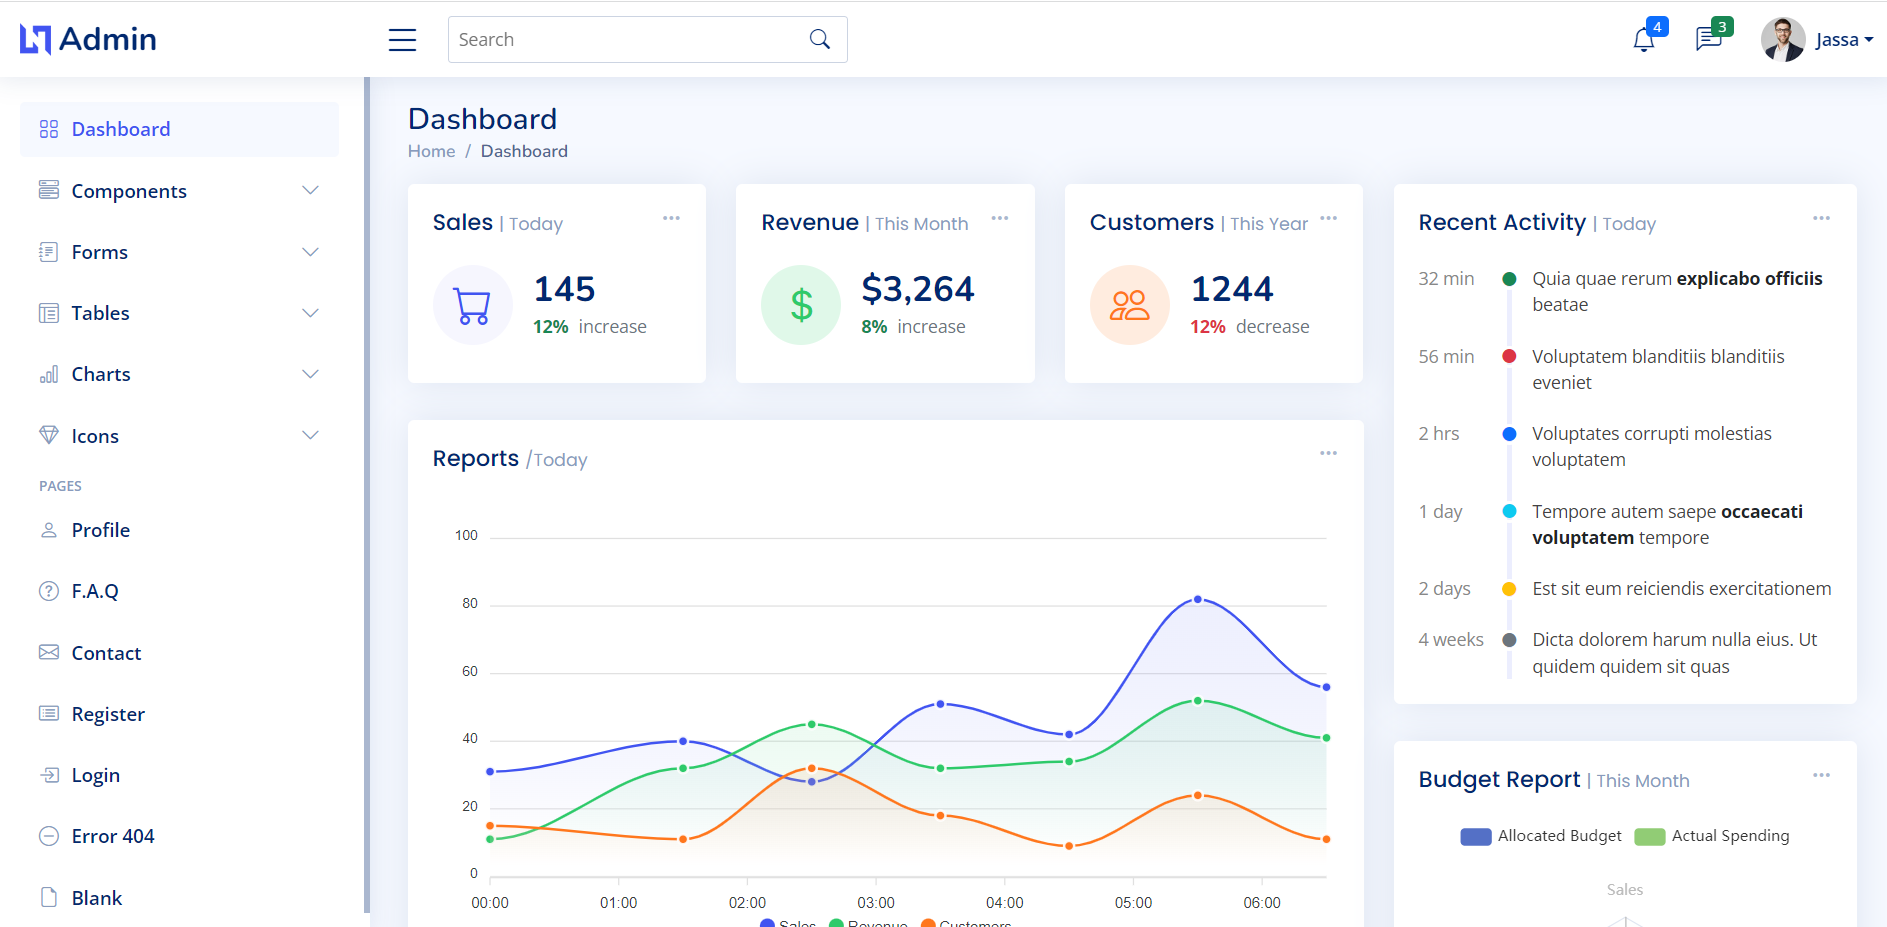 Admin
Search
4
3
Jassa
Dashboard
Components
Forms
Tables
Charts
Icons
PAGES
Profile
F.A.Q
Contact
Register
Login
Error 404
Blank
Dashboard
Home / Dashboard
Sales | Today
145
12% increase
Revenue | This Month
$3,264
8% increase
Customers | This Year
1244
12% decrease
Reports /Today
100
80
60
40
20
0
00:00 01:00 02:00 03:00 04:00 05:00 06:00
Sales Revenue Customers
Recent Activity | Today
32 min Quia quae rerum explicabo officiis
beatae
56 min Voluptatem blanditiis blanditiis
eveniet
2 hrs Voluptates corrupti molestias
voluptatem
1 day Tempore autem saepe occaecati
voluptatem tempore
2 days Est sit eum reiciendis exercitationem
4 weeks Dicta dolorem harum nulla eius. Ut
quidem quidem sit quas
Budget Report | This Month
Allocated Budget Actual Spending
Sales